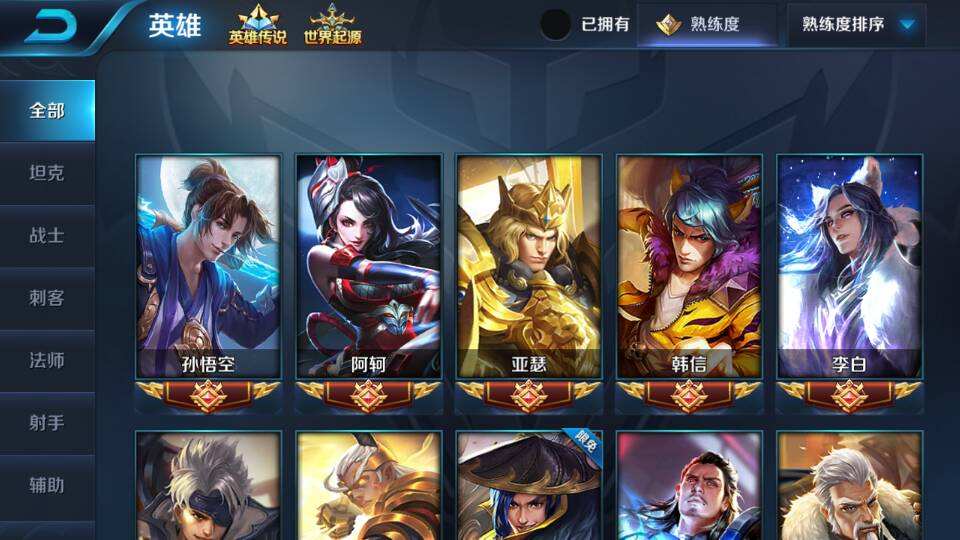 英雄
英雄传说
世界起源
已拥有
熟练度
熟练度排序
全部
坦克
战士
刺客
法师
射手
辅助
孙悟空
阿轲
亚瑟
韩信
李白
限免